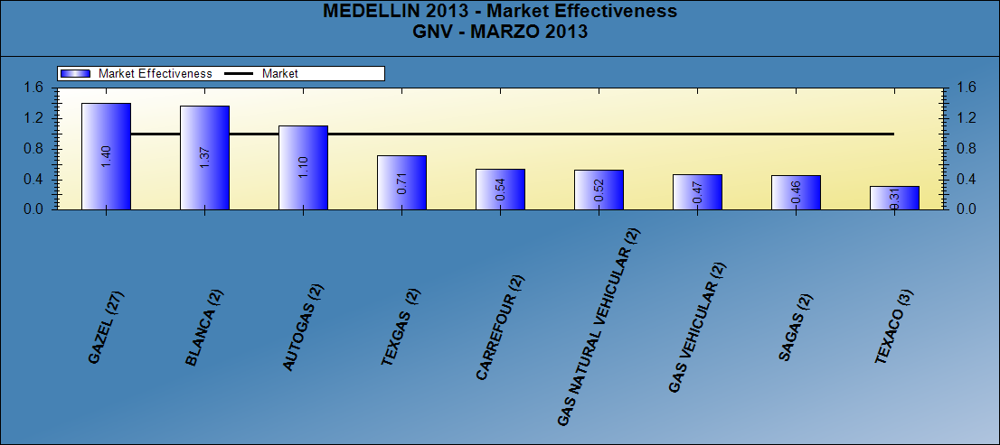 MEDELLIN 2013 - Market Effectiveness
GNV - MARZO 2013
Market Effectiveness
Market
1.6
1.2
0.8
0.4
0.0
1.6
1.2
0.8
0.4
0.0
1.40
1.37
1.10
0.71
0.54
0.52
0.47
0.46
0.31
GAZEL (27)
BLANCA (2)
AUTOGAS (2)
TEXGAS (2)
CARREFOUR (2)
GAS NATURAL VEHICULAR (2)
GAS VEHICULAR (2)
SAGAS (2)
TEXACO (3)